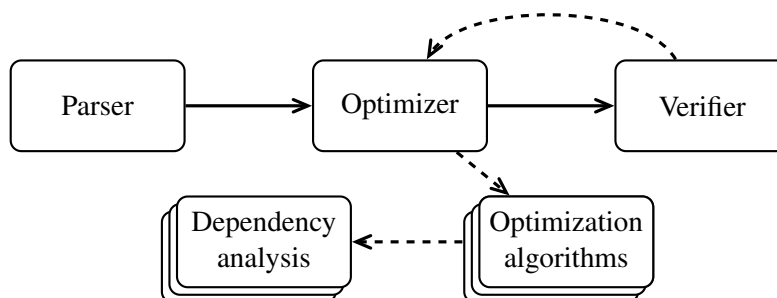 Parser
Optimizer
Verifier
Dependency
analysis
Optimization
algorithms